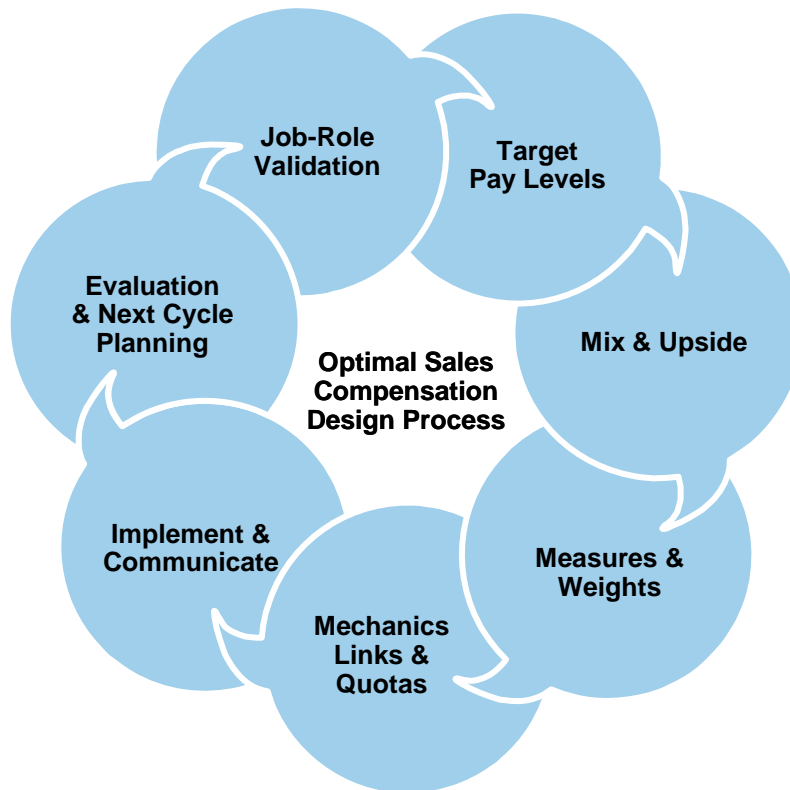 Job-Role
Validation
Target
Pay Levels
Mix & Upside
Measures &
Weights
Mechanics
Links &
Quotas
Implement &
Communicate
Evaluation
& Next Cycle
Planning
Optimal Sales
Compensation
Design Process